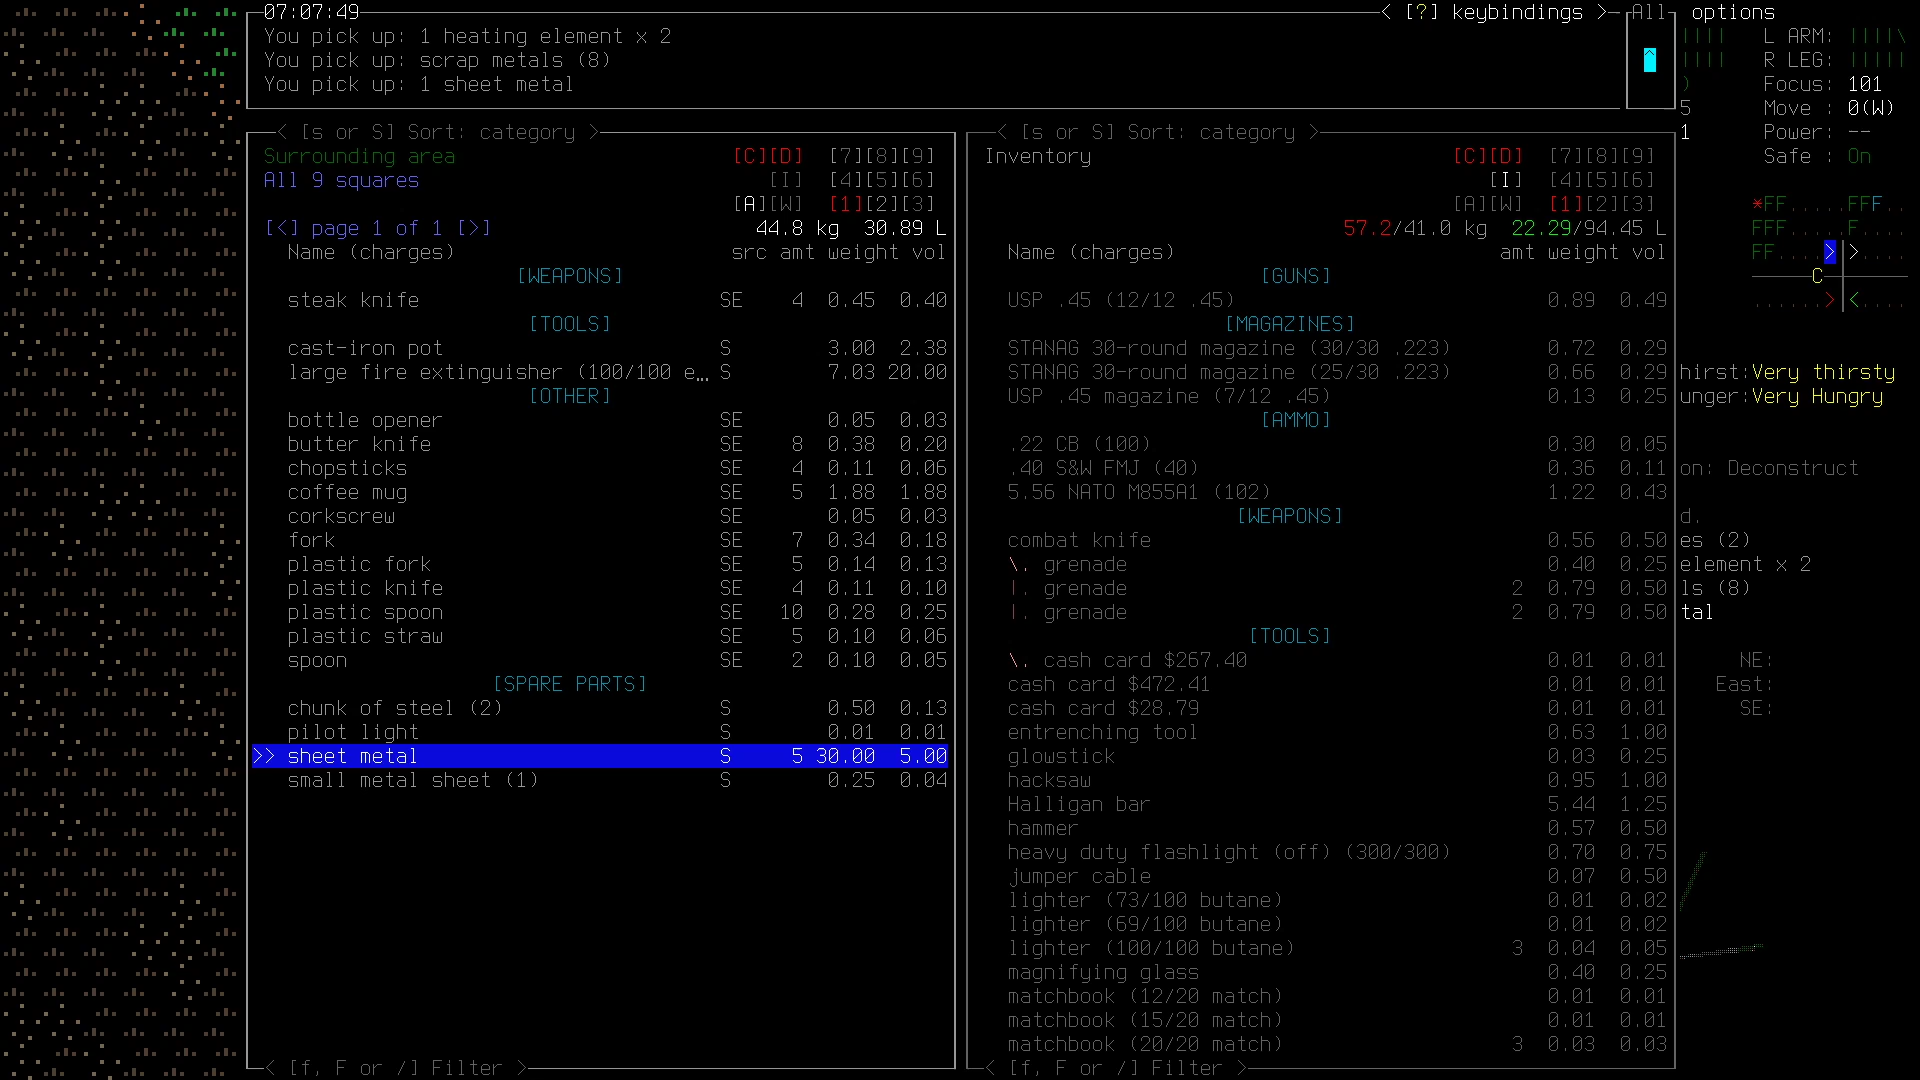 07:07:49 < [?] keybindings > All options
You pick up: 1 heating element x 2
You pick up: scrap metals (8)
You pick up: 1 sheet metal
L ARM: ||||\
R LEG: |||||
Focus: 101
Move : 0(W)
Power: --
Safe : On
< [s or S] Sort: category >
Surrounding area [C][D] [7][8][9]
All 9 squares [I] [4][5][6]
[A][W] [1][2][3]
[<] page 1 of 1 [>] 44.8 kg 30.89 L
Name (charges) src amt weight vol
[WEAPONS]
steak knife SE 4 0.45 0.40
[TOOLS]
cast-iron pot S 3.00 2.38
large fire extinguisher (100/100 e… S 7.03 20.00
[OTHER]
bottle opener SE 0.05 0.03
butter knife SE 8 0.38 0.20
chopsticks SE 4 0.11 0.06
coffee mug SE 5 1.88 1.88
corkscrew SE 0.05 0.03
fork SE 7 0.34 0.18
plastic fork SE 5 0.14 0.13
plastic knife SE 4 0.11 0.10
plastic spoon SE 10 0.28 0.25
plastic straw SE 5 0.10 0.06
spoon SE 2 0.10 0.05
[SPARE PARTS]
chunk of steel (2) S 0.50 0.13
pilot light S 0.01 0.01
>> sheet metal S 5 30.00 5.00
small metal sheet (1) S 0.25 0.04
< [f, F or /] Filter >
< [s or S] Sort: category >
Inventory [C][D] [7][8][9]
[I] [4][5][6]
[A][W] [1][2][3]
57.2/41.0 kg 22.29/94.45 L
Name (charges) amt weight vol
[GUNS]
USP .45 (12/12 .45) 0.89 0.49
[MAGAZINES]
STANAG 30-round magazine (30/30 .223) 0.72 0.29
STANAG 30-round magazine (25/30 .223) 0.66 0.29
USP .45 magazine (7/12 .45) 0.13 0.25
[AMMO]
.22 CB (100) 0.30 0.05
.40 S&W FMJ (40) 0.36 0.11
5.56 NATO M855A1 (102) 1.22 0.43
[WEAPONS]
combat knife 0.56 0.50
\. grenade 0.40 0.25
|. grenade 2 0.79 0.50
|. grenade 2 0.79 0.50
[TOOLS]
\. cash card $267.40 0.01 0.01
cash card $472.41 0.01 0.01
cash card $28.79 0.01 0.01
entrenching tool 0.63 1.00
glowstick 0.03 0.25
hacksaw 0.95 1.00
Halligan bar 5.44 1.25
hammer 0.57 0.50
heavy duty flashlight (off) (300/300) 0.70 0.75
jumper cable 0.07 0.50
lighter (73/100 butane) 0.01 0.02
lighter (69/100 butane) 0.01 0.02
lighter (100/100 butane) 3 0.04 0.05
magnifying glass 0.40 0.25
matchbook (12/20 match) 0.01 0.01
matchbook (15/20 match) 0.01 0.01
matchbook (20/20 match) 3 0.03 0.03
< [f, F or /] Filter >
5
1
*FF.....FFF..
FFF.....F....
FF....>>....
C
......><....
hirst:Very thirsty
unger:Very Hungry
on: Deconstruct
d.
es (2)
element x 2
ls (8)
tal
NE:
East:
SE: